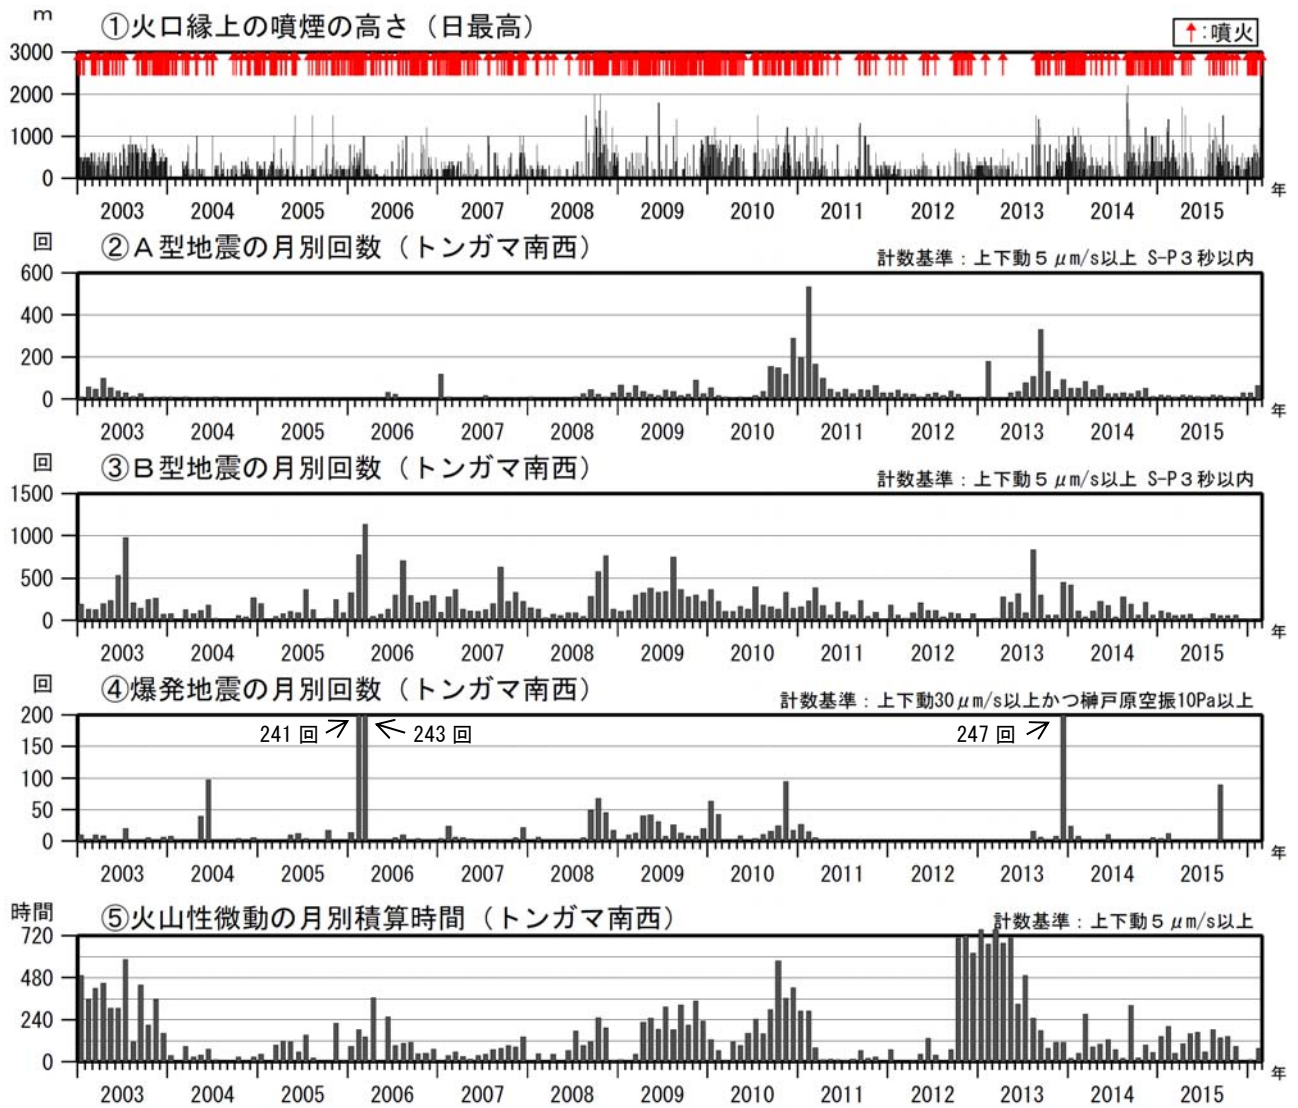 m
①火口縁上の噴煙の高さ（日最高）
↑:噴火
3000
2000
1000
0
年
2003 2004 2005 2006 2007 2008 2009 2010 2011 2012 2013 2014 2015
回
②Ａ型地震の月別回数（トンガマ南西）
計数基準：上下動５μm/s以上 S-P３秒以内
600
400
200
0
年
2003 2004 2005 2006 2007 2008 2009 2010 2011 2012 2013 2014 2015
回
③Ｂ型地震の月別回数（トンガマ南西）
計数基準：上下動５μm/s以上 S-P３秒以内
1500
1000
500
0
年
2003 2004 2005 2006 2007 2008 2009 2010 2011 2012 2013 2014 2015
回
④爆発地震の月別回数（トンガマ南西）
計数基準：上下動30μm/s以上かつ榊戸原空振10Pa以上
200
241 回 243 回 247 回
150
100
50
0
年
2003 2004 2005 2006 2007 2008 2009 2010 2011 2012 2013 2014 2015
時間
⑤火山性微動の月別積算時間（トンガマ南西）
計数基準：上下動５μm/s以上
720
480
240
0
年
2003 2004 2005 2006 2007 2008 2009 2010 2011 2012 2013 2014 2015